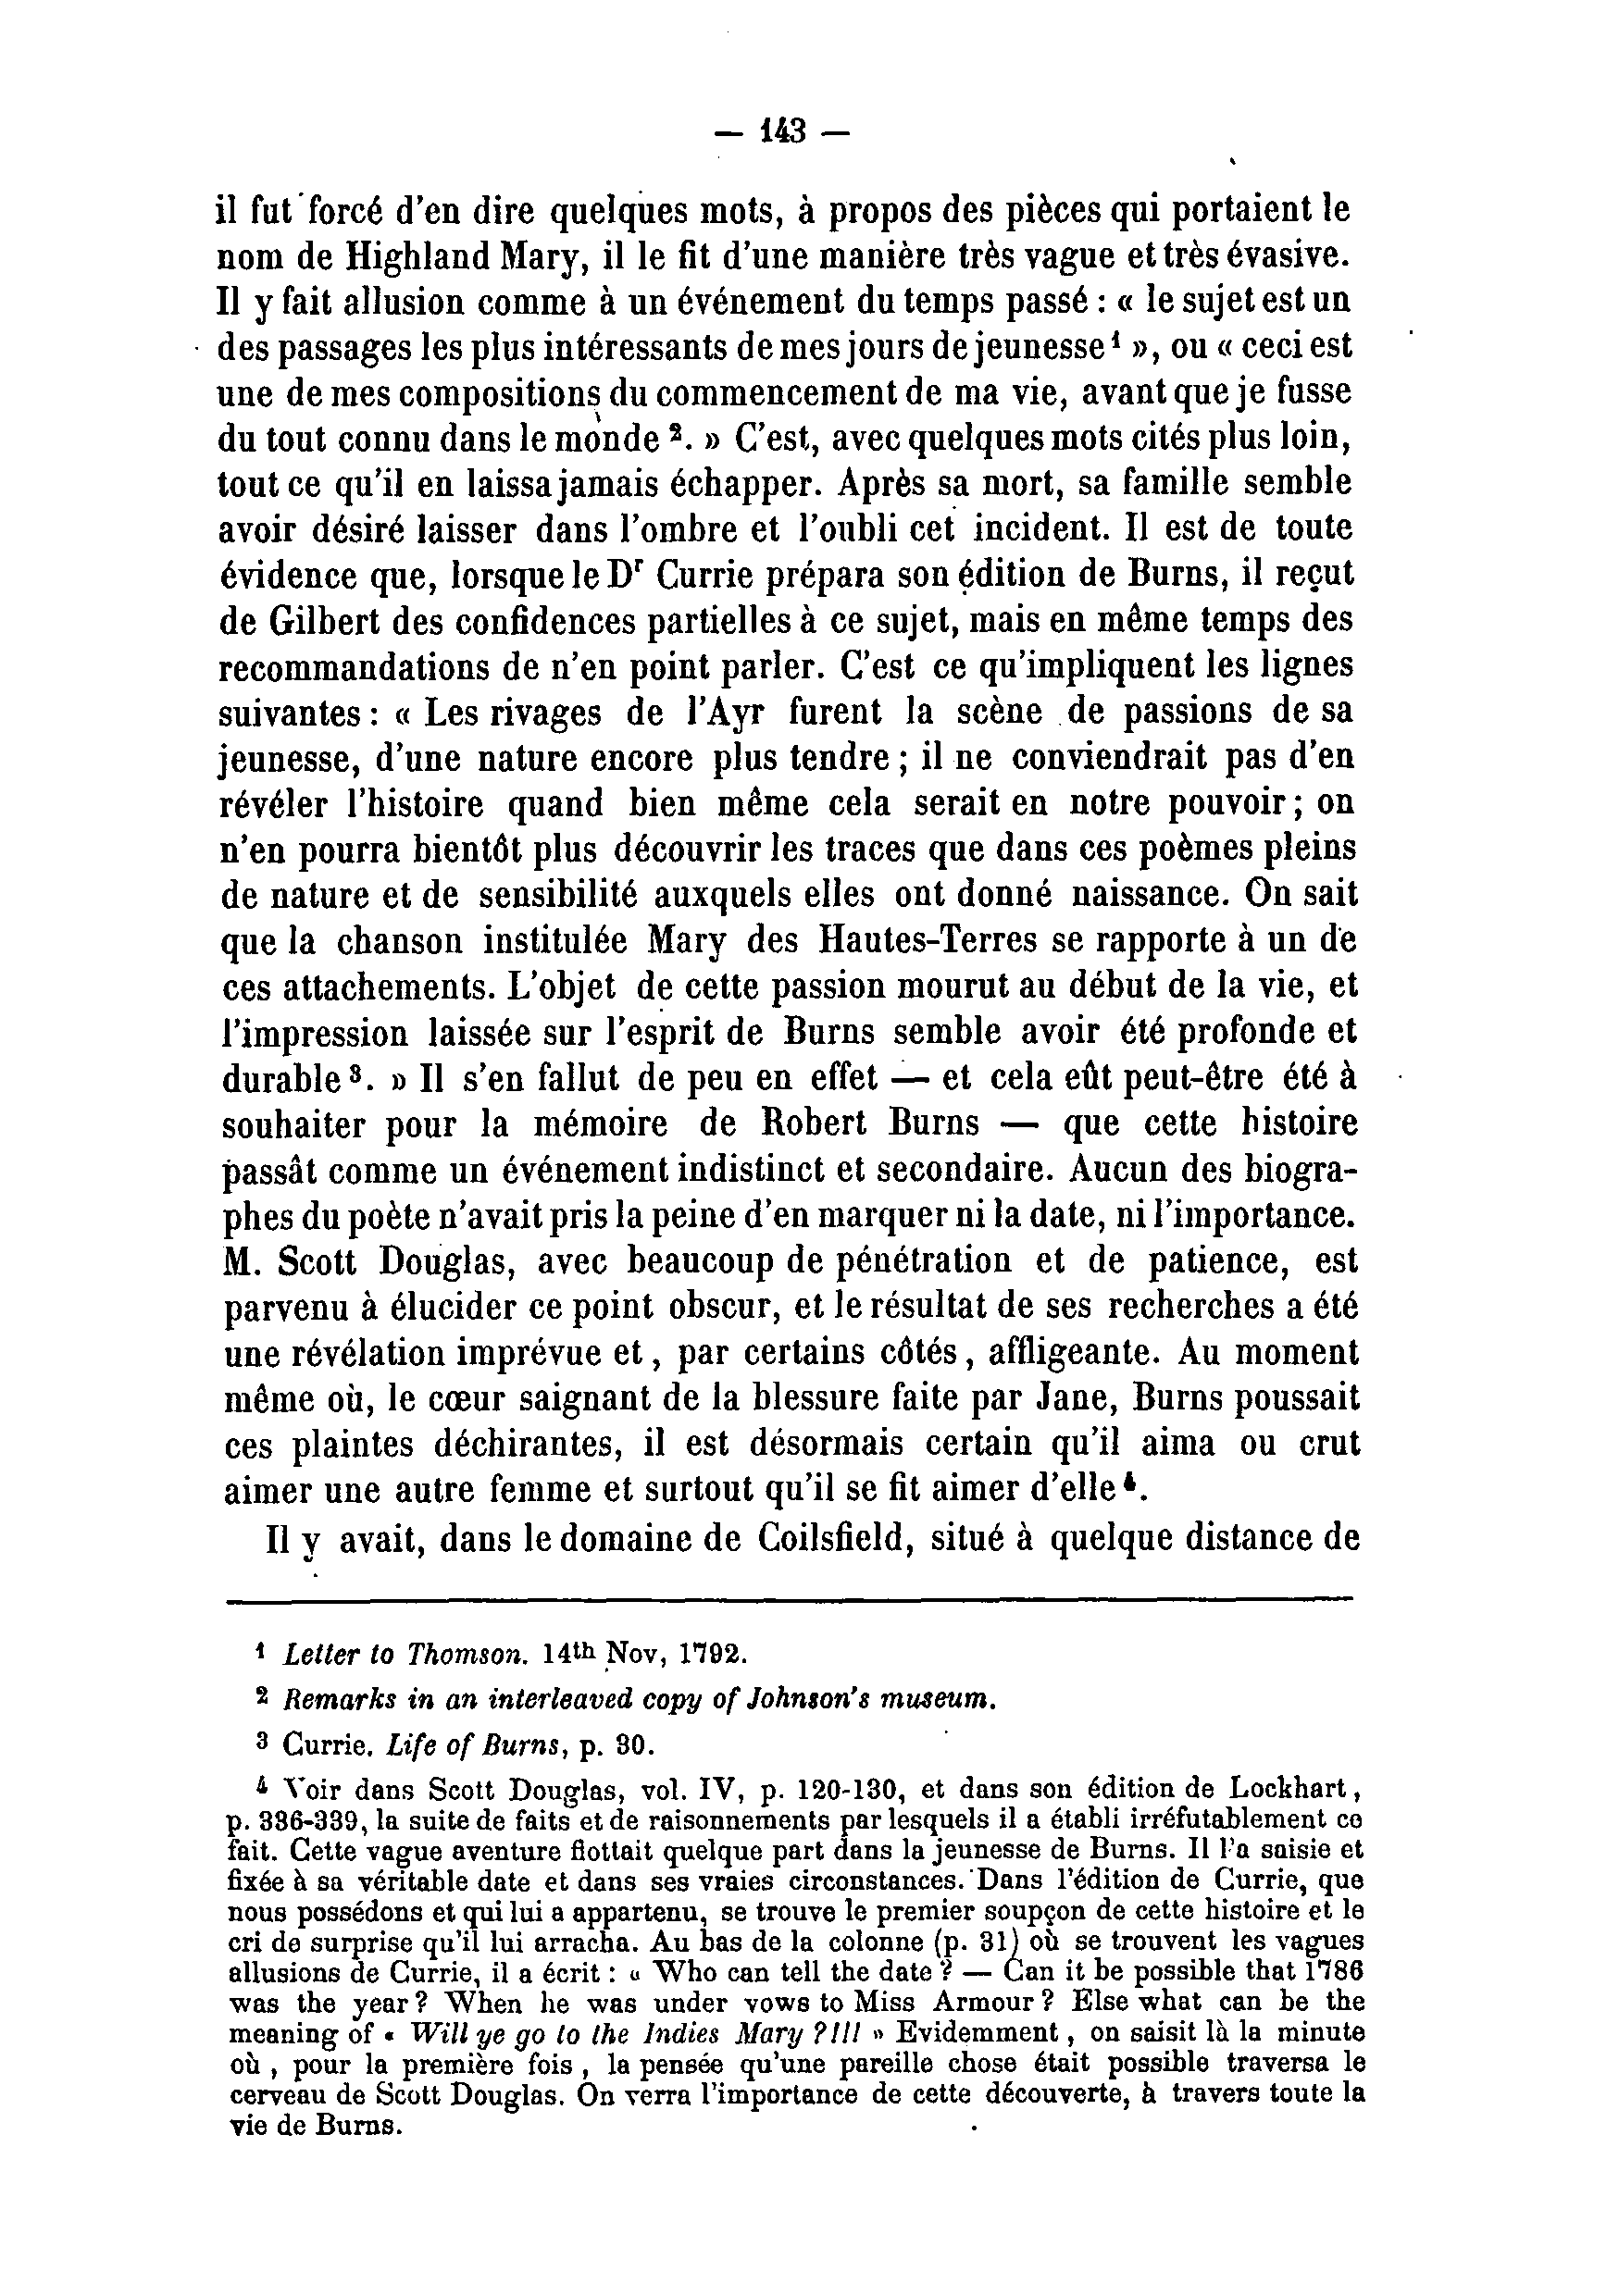 — 143 —
il fut forcé d'en dire quelques mots, à propos des pièces qui portaient le
nom de Highland Mary, il le fit d'une manière très vague et très évasive.
Il y fait allusion comme à un événement du temps passé : « le sujet est un
des passages les plus intéressants de mes jours de jeunesse ¹ », ou « ceci est
une de mes compositions du commencement de ma vie, avant que je fusse
du tout connu dans le monde ². » C'est, avec quelques mots cités plus loin,
tout ce qu'il en laissa jamais échapper. Après sa mort, sa famille semble
avoir désiré laisser dans l'ombre et l'oubli cet incident. Il est de toute
évidence que, lorsque le Dʳ Currie prépara son édition de Burns, il reçut
de Gilbert des confidences partielles à ce sujet, mais en même temps des
recommandations de n'en point parler. C'est ce qu'impliquent les lignes
suivantes : « Les rivages de l'Ayr furent la scène de passions de sa
jeunesse, d'une nature encore plus tendre ; il ne conviendrait pas d'en
révéler l'histoire quand bien même cela serait en notre pouvoir ; on
n'en pourra bientôt plus découvrir les traces que dans ces poèmes pleins
de nature et de sensibilité auxquels elles ont donné naissance. On sait
que la chanson institulée Mary des Hautes-Terres se rapporte à un de
ces attachements. L'objet de cette passion mourut au début de la vie, et
l'impression laissée sur l'esprit de Burns semble avoir été profonde et
durable ³. » Il s'en fallut de peu en effet — et cela eût peut-être été à
souhaiter pour la mémoire de Robert Burns — que cette histoire
passât comme un événement indistinct et secondaire. Aucun des biogra-
phes du poète n'avait pris la peine d'en marquer ni la date, ni l'importance.
M. Scott Douglas, avec beaucoup de pénétration et de patience, est
parvenu à élucider ce point obscur, et le résultat de ses recherches a été
une révélation imprévue et, par certains côtés, affligeante. Au moment
même où, le cœur saignant de la blessure faite par Jane, Burns poussait
ces plaintes déchirantes, il est désormais certain qu'il aima ou crut
aimer une autre femme et surtout qu'il se fit aimer d'elle ⁴.
Il y avait, dans le domaine de Coilsfield, situé à quelque distance de
¹ Letter to Thomson. 14th Nov, 1792.
² Remarks in an interleaved copy of Johnson's museum.
³ Currie. Life of Burns, p. 30.
⁴ Voir dans Scott Douglas, vol. IV, p. 120-130, et dans son édition de Lockhart,
p. 336-339, la suite de faits et de raisonnements par lesquels il a établi irréfutablement ce
fait. Cette vague aventure flottait quelque part dans la jeunesse de Burns. Il l'a saisie et
fixée à sa véritable date et dans ses vraies circonstances. Dans l'édition de Currie, que
nous possédons et qui lui a appartenu, se trouve le premier soupçon de cette histoire et le
cri de surprise qu'il lui arracha. Au bas de la colonne (p. 31) où se trouvent les vagues
allusions de Currie, il a écrit : « Who can tell the date ? — Can it be possible that 1786
was the year ? When he was under vows to Miss Armour ? Else what can be the
meaning of « Will ye go to the Indies Mary ?!!! » Evidemment, on saisit là la minute
où, pour la première fois, la pensée qu'une pareille chose était possible traversa le
cerveau de Scott Douglas. On verra l'importance de cette découverte, à travers toute la
vie de Burns.